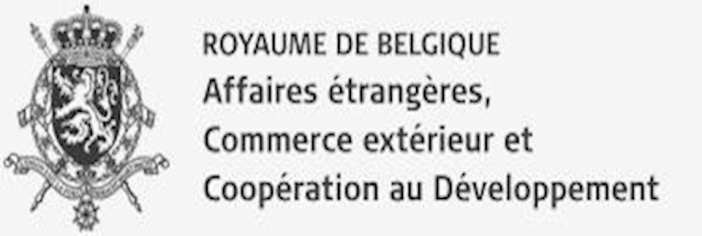 ROYAUME DE BELGIQUE
Affaires étrangères,
Commerce extérieur et
Coopération au Développement